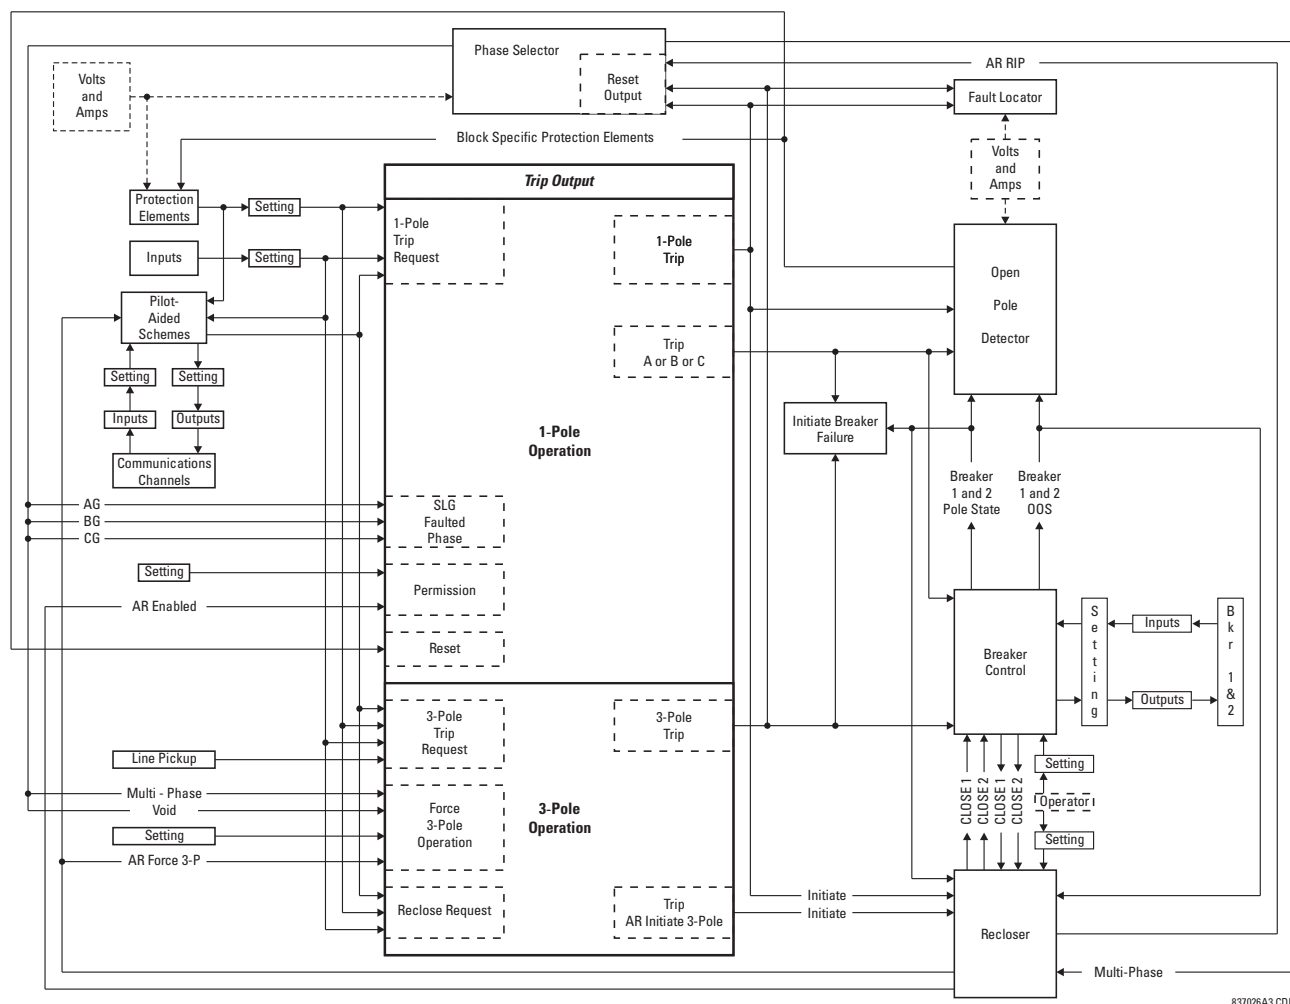 Phase Selector
Reset
Output
AR RIP
Volts
and
Amps
Fault Locator
Block Specific Protection Elements
Volts
and
Amps
Trip Output
Protection
Elements
Setting
1-Pole
Trip
Request
1-Pole
Trip
Inputs
Setting
Open
Pole
Detector
Pilot-
Aided
Schemes
Trip
A or B or C
Setting
Setting
Inputs
Outputs
Communications
Channels
1-Pole
Operation
Initiate Breaker
Failure
Breaker
1 and 2
Pole State
Breaker
1 and 2
OOS
AG
BG
CG
SLG
Faulted
Phase
Setting
Permission
AR Enabled
Reset
Breaker
Control
Setting
Inputs
Outputs
Bkr 1&2
3-Pole
Trip
Request
3-Pole
Trip
Line Pickup
Multi - Phase
Void
Setting
AR Force 3-P
Force
3-Pole
Operation
3-Pole
Operation
CLOSE 1
CLOSE 2
CLOSE 1
CLOSE 2
Setting
Operator
Setting
Reclose Request
Trip
AR Initiate 3-Pole
Initiate
Initiate
Recloser
Multi-Phase
837026A3.CDR